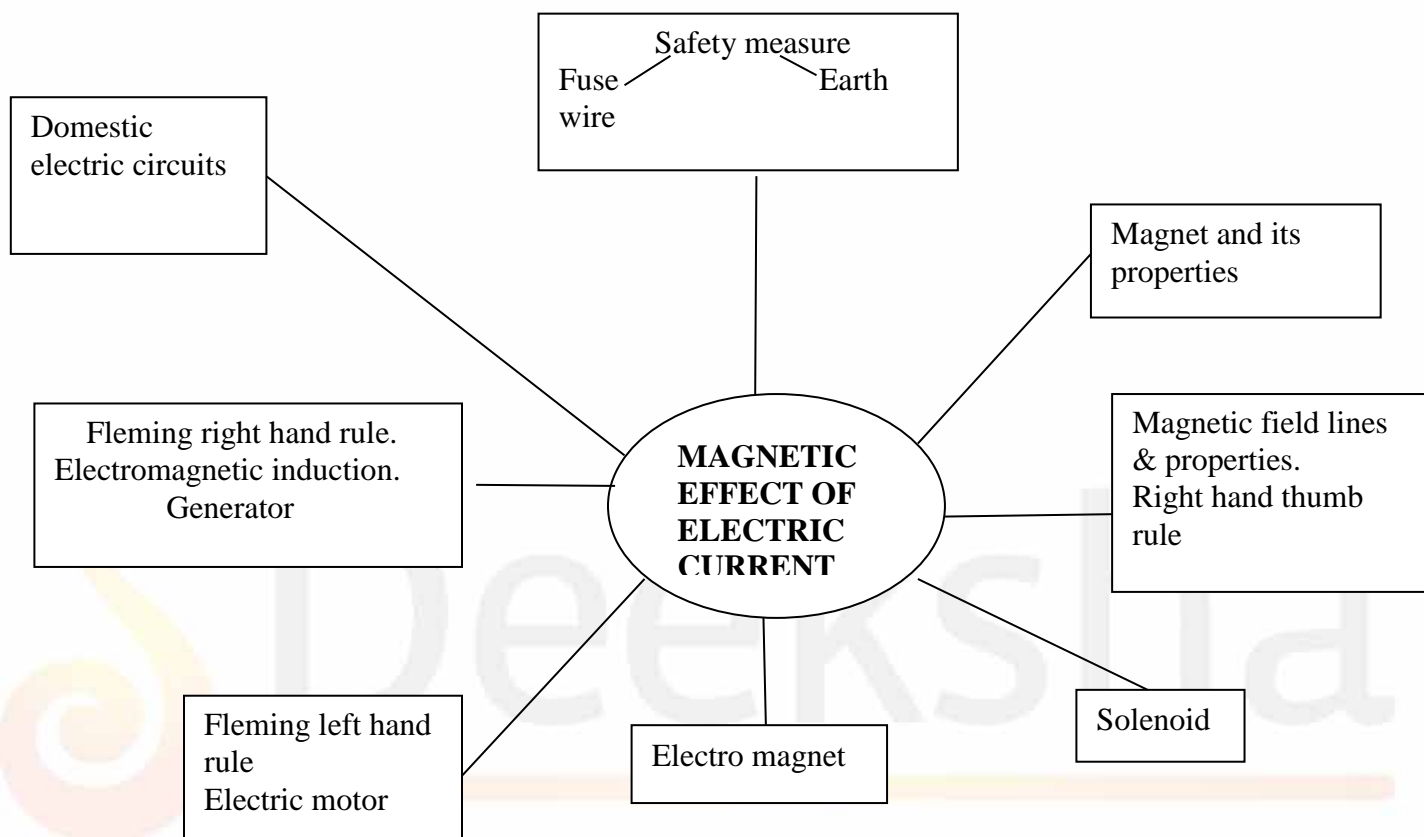 Safety measure
Fuse Earth
wire
Domestic
electric circuits
Magnet and its
properties
Fleming right hand rule.
Electromagnetic induction.
Generator
MAGNETIC
EFFECT OF
ELECTRIC
CURRENT
Magnetic field lines
& properties.
Right hand thumb
rule
Fleming left hand
rule
Electric motor
Electro magnet
Solenoid
Deeksha